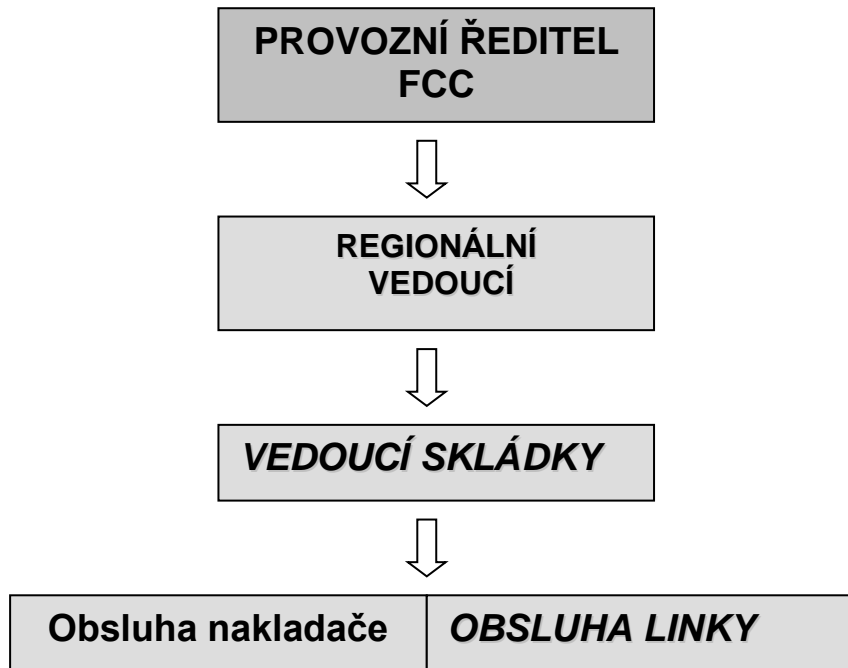 PROVOZNÍ ŘEDITEL
FCC
REGIONÁLNÍ
VEDOUCÍ
VEDOUCÍ SKLÁDKY
Obsluha nakladače
OBSLUHA LINKY